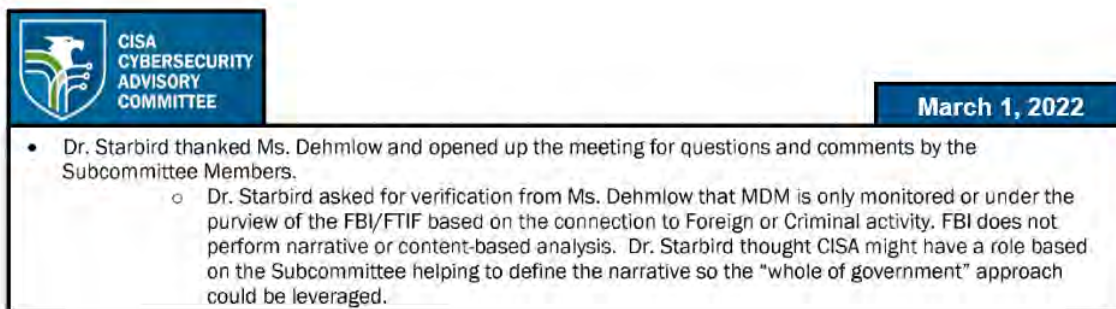 CISA
CYBERSECURITY
ADVISORY
COMMITTEE
March 1, 2022
• Dr. Starbird thanked Ms. Dehmlow and opened up the meeting for questions and comments by the
Subcommittee Members.
○ Dr. Starbird asked for verification from Ms. Dehmlow that MDM is only monitored or under the
purview of the FBI/FTIF based on the connection to Foreign or Criminal activity. FBI does not
perform narrative or content-based analysis. Dr. Starbird thought CISA might have a role based
on the Subcommittee helping to define the narrative so the “whole of government” approach
could be leveraged.